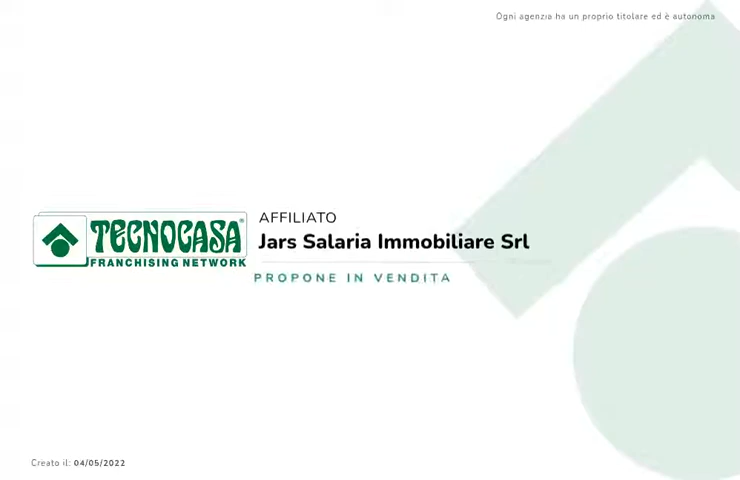 Ogni agenzia ha un proprio titolare ed è autonoma
AFFILIATO
TECNOCASA®
Jars Salaria Immobiliare Srl
FRANCHISING NETWORK
PROPONE IN VENDITA
Creato il: 04/05/2022